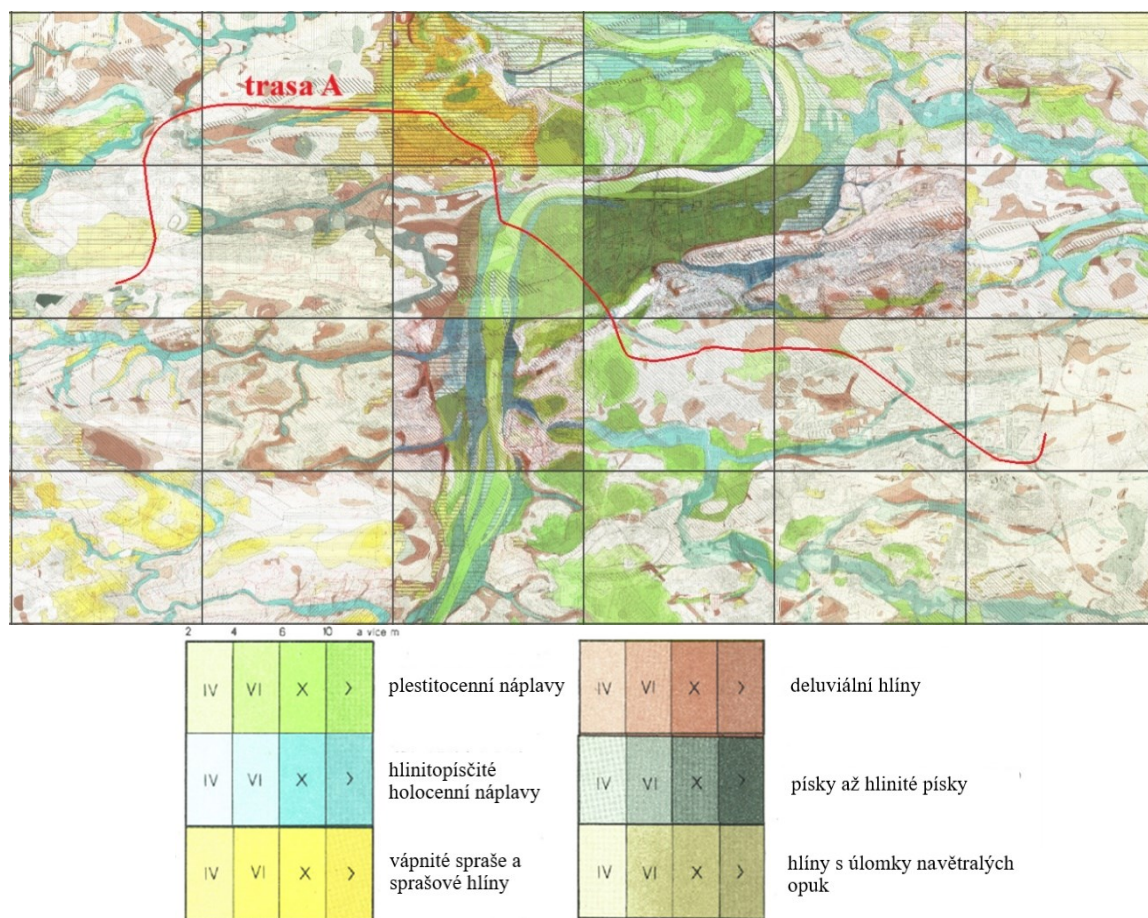 trasa A
2 4 6 10 a více m
IV VI X >
plestitocenní náplavy
IV VI X >
hlinitopísčité
holocenní náplavy
IV VI X >
vápnité spraše a
sprašové hlíny
IV VI X >
deluviální hlíny
IV VI X >
písky až hlinité písky
IV VI X >
hlíny s úlomky navětralých
opuk